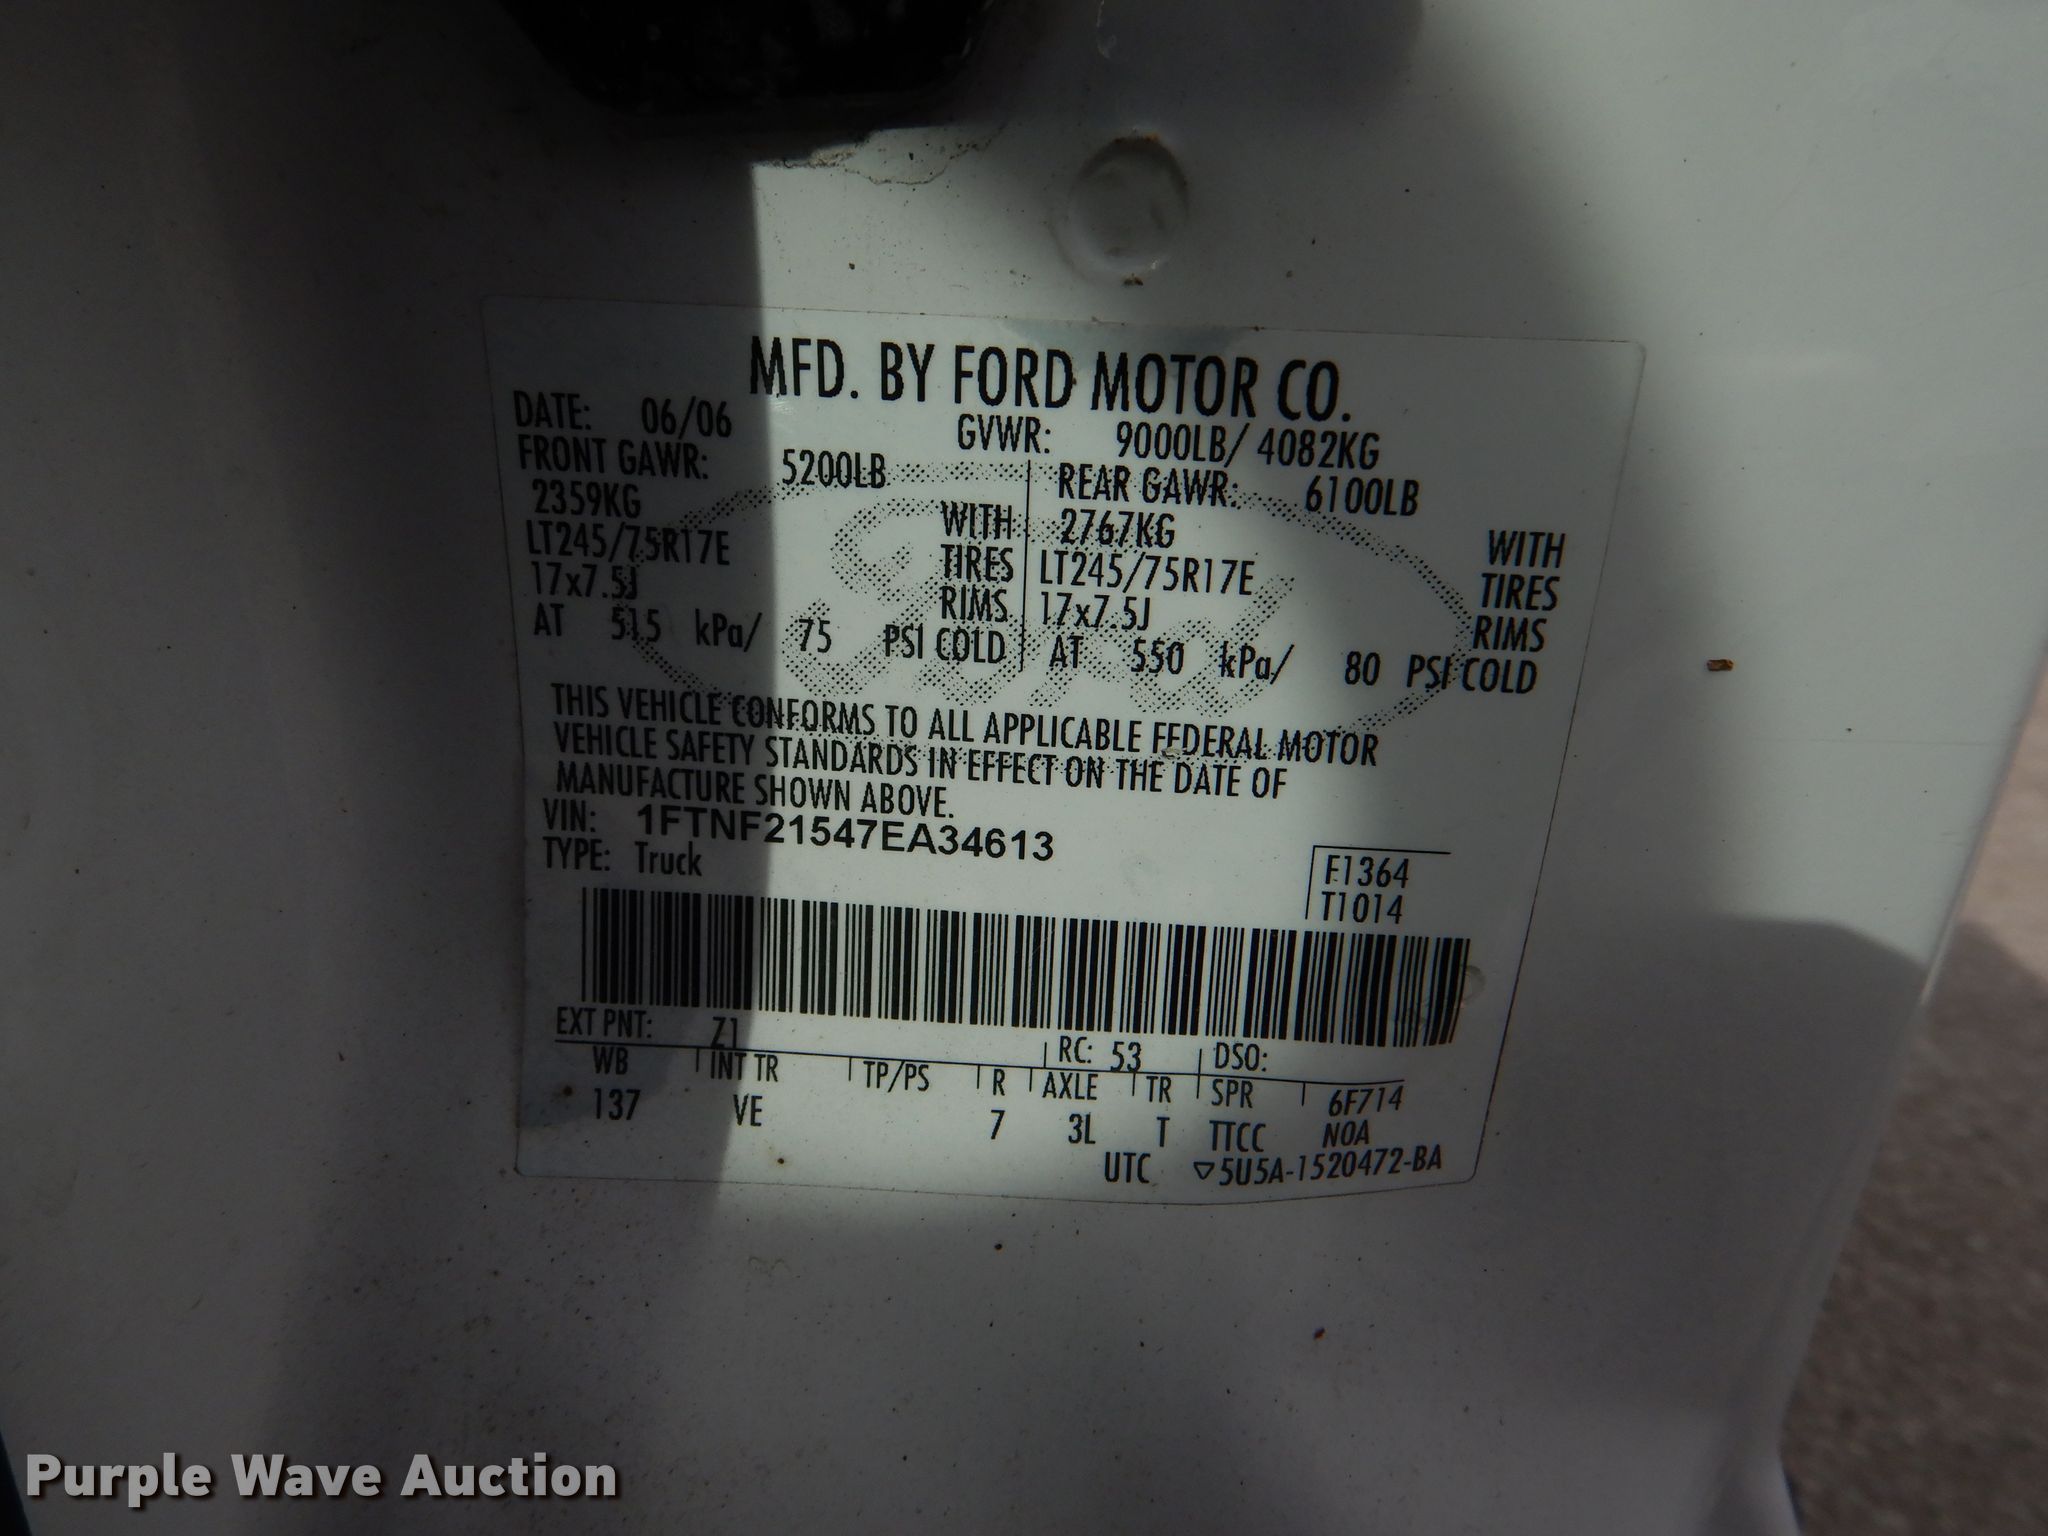 MFD. BY FORD MOTOR CO.
DATE: 06/06 GVWR: 9000LB/ 4082KG
FRONT GAWR: 5200LB REAR GAWR: 6100LB
2359KG WITH 2767KG WITH
LT245/75R17E TIRES LT245/75R17E TIRES
17x7.5J RIMS 17x7.5J RIMS
AT 515 kPa/ 75 PSI COLD AT 550 kPa/ 80 PSI COLD
THIS VEHICLE CONFORMS TO ALL APPLICABLE FEDERAL MOTOR
VEHICLE SAFETY STANDARDS IN EFFECT ON THE DATE OF
MANUFACTURE SHOWN ABOVE.
VIN: 1FTNF21547EA34613
TYPE: Truck
F1364
T1014
EXT PNT: Z1 RC: 53 DSO:
WB INT TR TP/PS R AXLE TR SPR 6F714
137 VE 7 3L T TTCC NOA
UTC ▽5U5A-1520472-BA
Ford
Purple Wave Auction